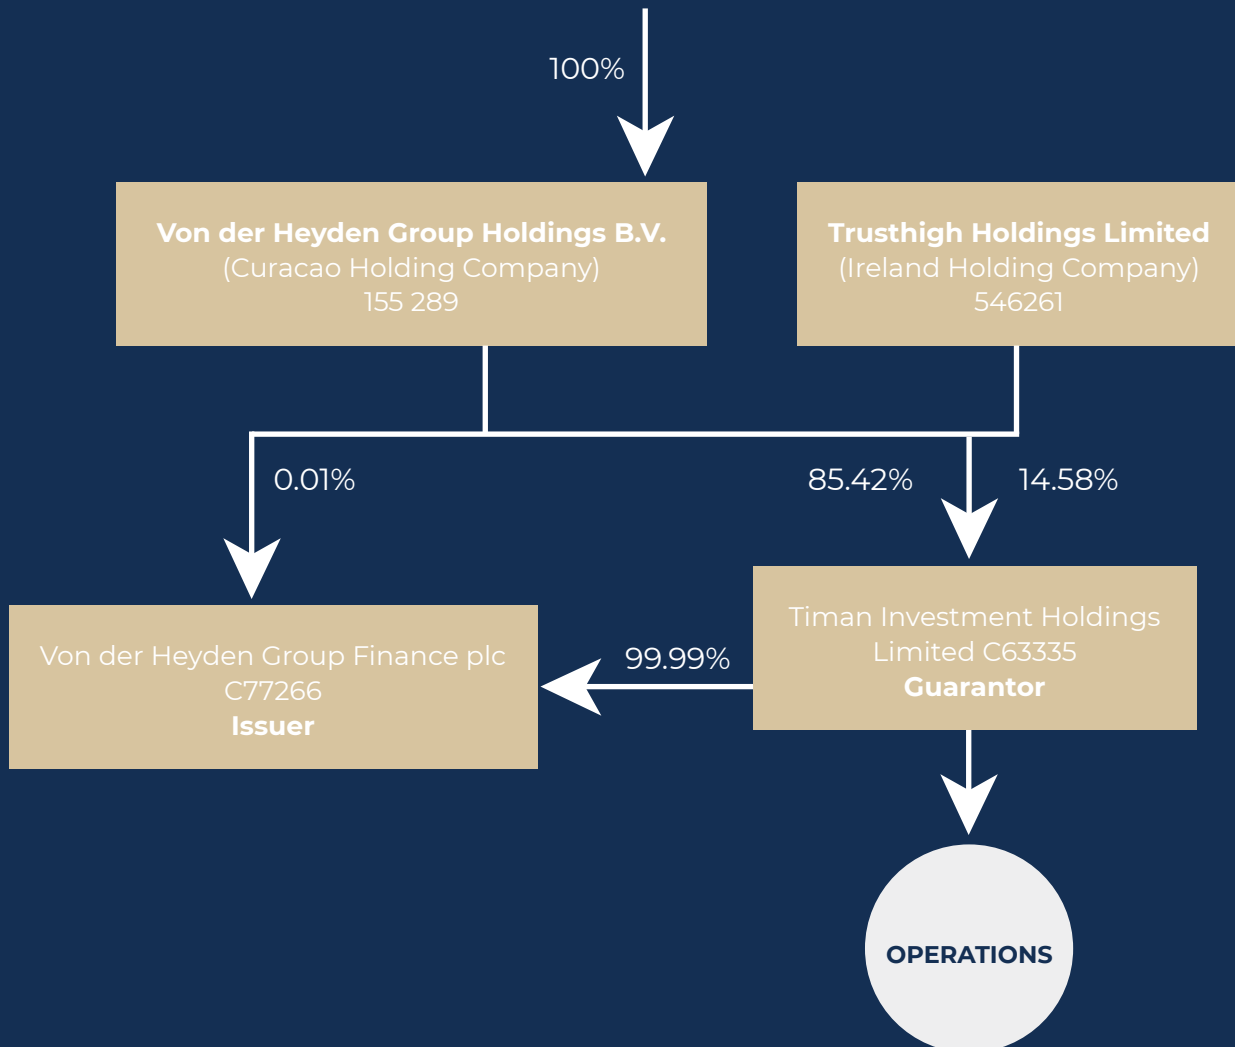 100%
Von der Heyden Group Holdings B.V.
(Curacao Holding Company)
155 289
Trusthigh Holdings Limited
(Ireland Holding Company)
546261
0.01%
85.42%
14.58%
Von der Heyden Group Finance plc
C77266
Issuer
99.99%
Timan Investment Holdings
Limited C63335
Guarantor
OPERATIONS